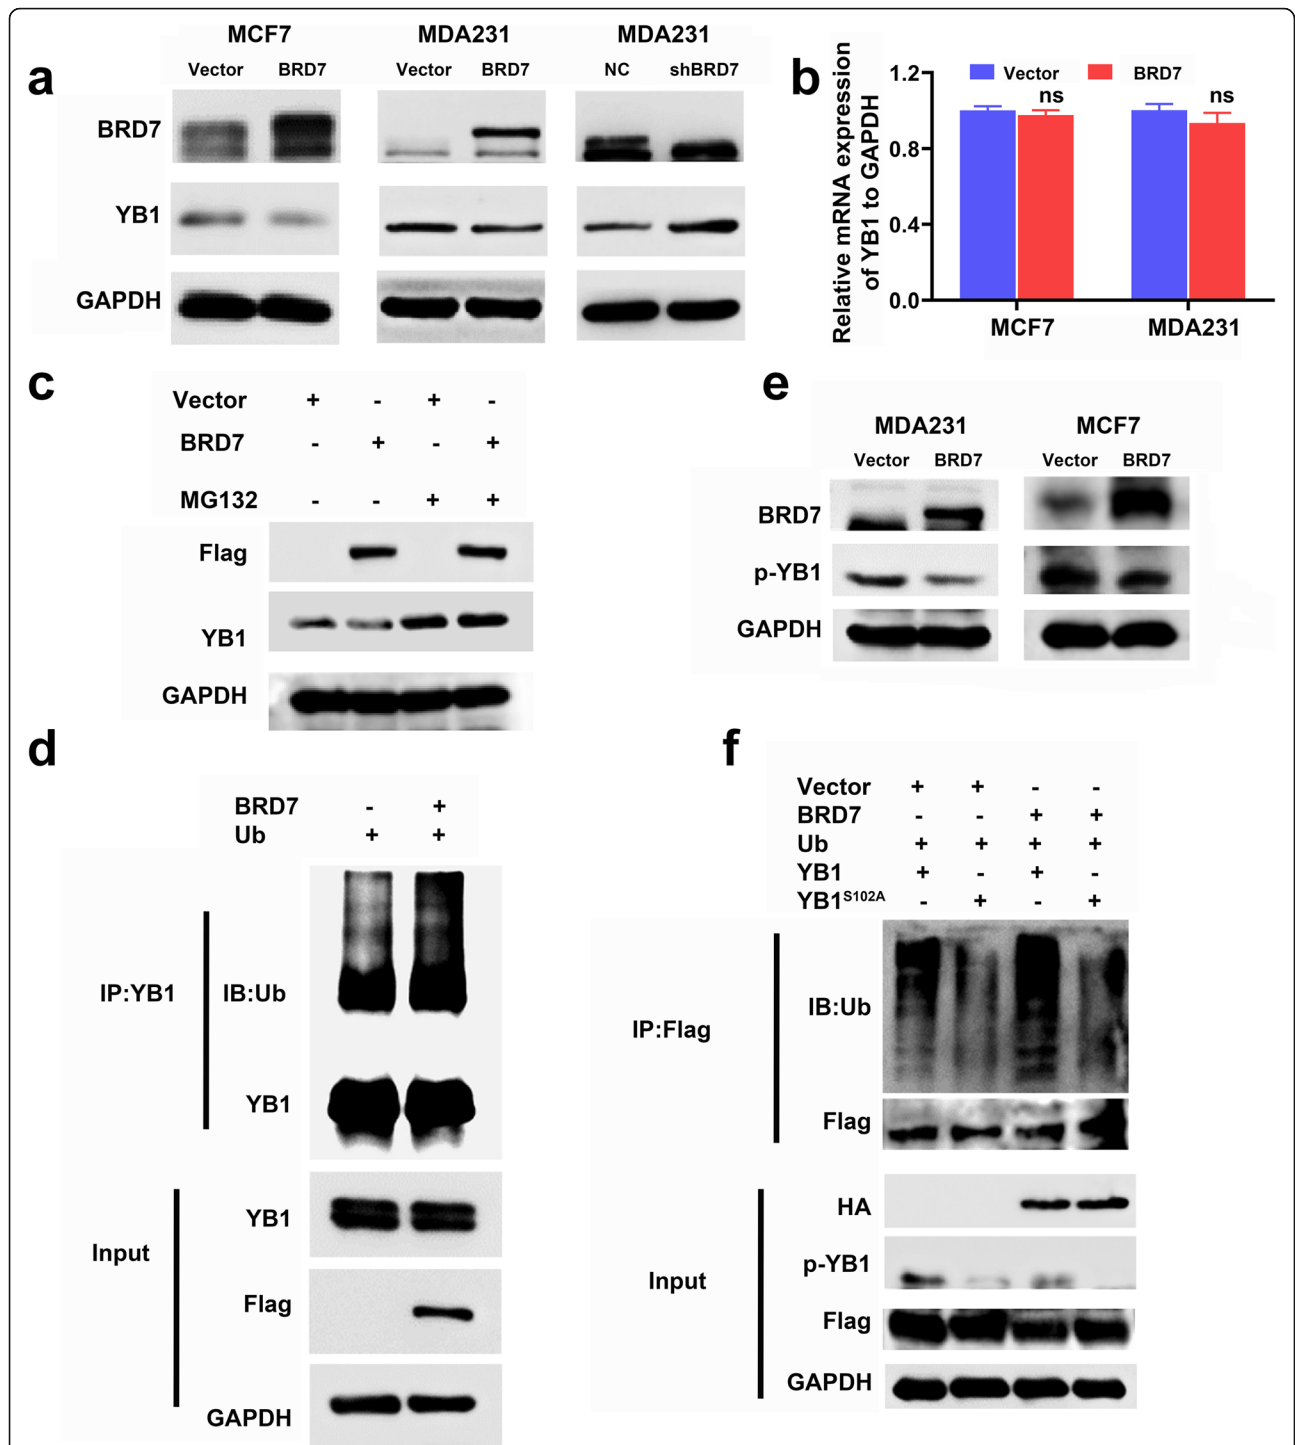 a
MCF7 MDA231 MDA231
Vector BRD7 Vector BRD7 NC shBRD7
BRD7
YB1
GAPDH
b
Relative mRNA expression
of YB1 to GAPDH
Vector BRD7
1.2
0.8
0.4
0.0
ns ns
MCF7 MDA231
c
Vector + - + -
BRD7 - + - +
MG132 - - + +
Flag
YB1
GAPDH
e
MDA231 MCF7
Vector BRD7 Vector BRD7
BRD7
p-YB1
GAPDH
d
BRD7 - +
Ub + +
IP:YB1 IB:Ub
YB1
Input
YB1
Flag
GAPDH
f
Vector + + - -
BRD7 - - + +
Ub + + + +
YB1 + - + -
YB1S102A - + - +
IP:Flag
IB:Ub
Flag
Input
HA
p-YB1
Flag
GAPDH